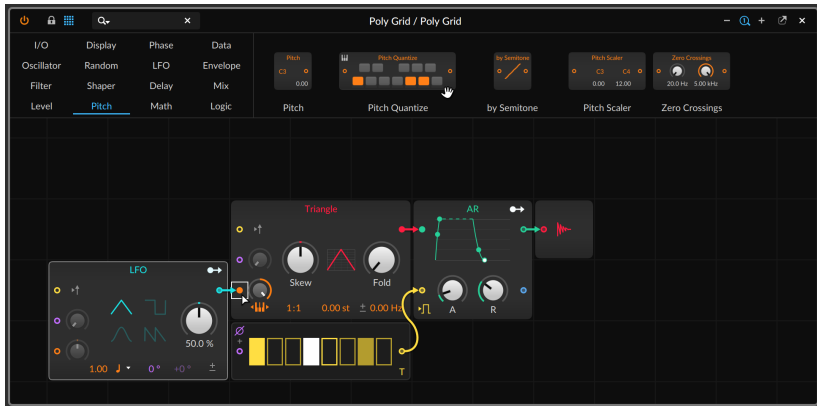 Poly Grid / Poly Grid
I/O Display Phase Data
Oscillator Random LFO Envelope
Filter Shaper Delay Mix
Level Pitch Math Logic
Pitch
C3
0.00
Pitch
Pitch Quantize
Pitch Quantize
by Semitone
by Semitone
Pitch Scaler
C3 C4
0.00 12.00
Pitch Scaler
Zero Crossings
20.0 Hz 5.00 kHz
Zero Crossings
Triangle
Skew Fold
1:1 0.00 st ± 0.00 Hz
AR
A R
LFO
50.0 %
1.00 0° +0° ±
T